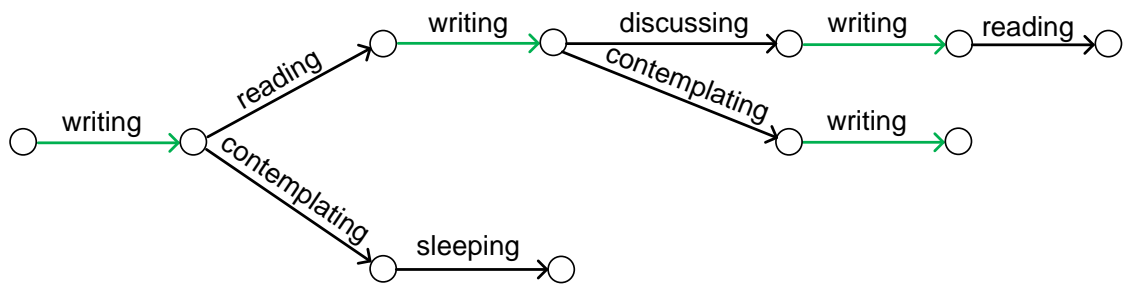 writing
discussing
writing
reading
reading
contemplating
writing
writing
contemplating
sleeping